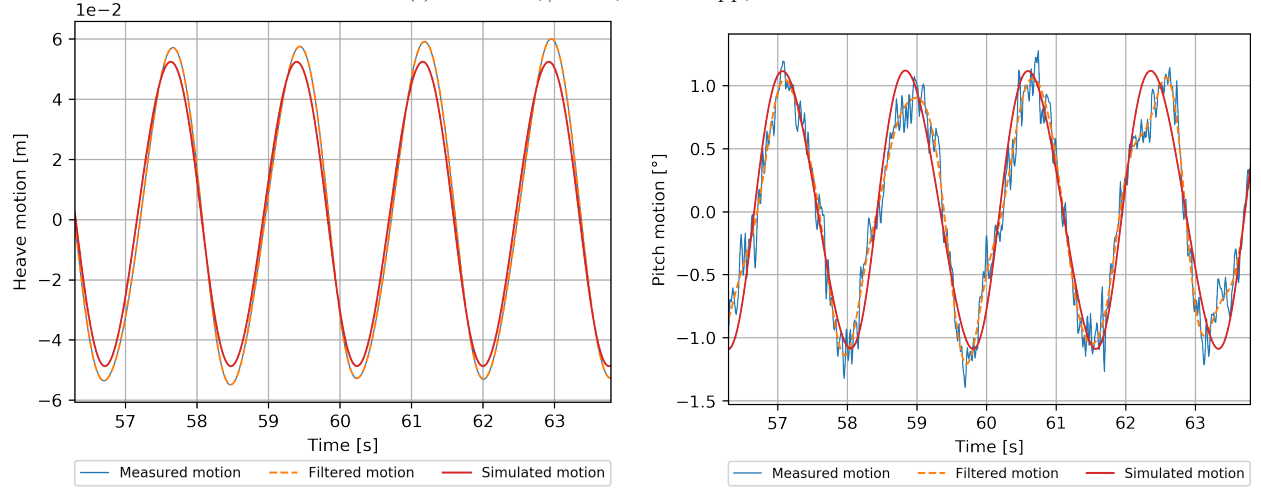 1e−2
6
4
2
0
−2
−4
−6
Heave motion [m]
57 58 59 60 61 62 63
Time [s]
Measured motion Filtered motion Simulated motion
1.0
0.5
0.0
−0.5
−1.0
−1.5
Pitch motion [°]
57 58 59 60 61 62 63
Time [s]
Measured motion Filtered motion Simulated motion